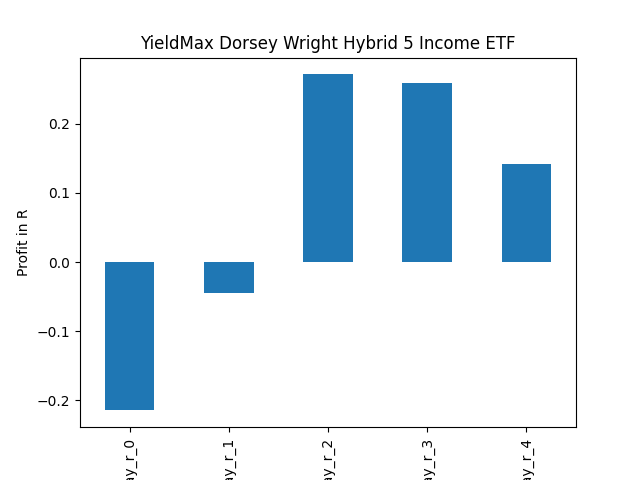 YieldMax Dorsey Wright Hybrid 5 Income ETF
Profit in R
0.2
0.1
0.0
−0.1
−0.2
ay_r_0
ay_r_1
ay_r_2
ay_r_3
ay_r_4